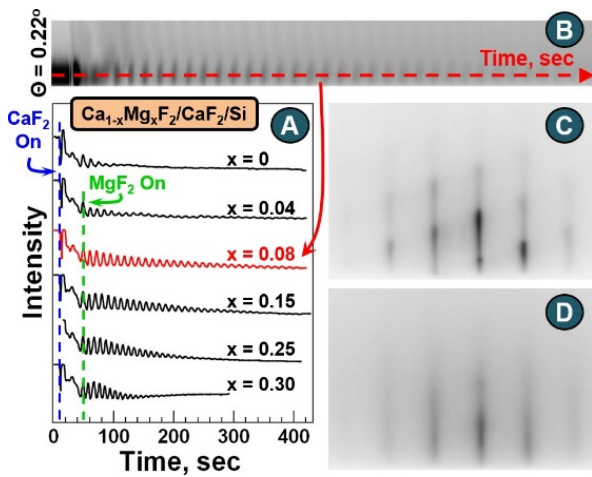 Θ = 0.22°
B
Time, sec
Ca1-xMgxF2/CaF2/Si
A
CaF2
On
MgF2 On
x = 0
x = 0.04
x = 0.08
x = 0.15
x = 0.25
x = 0.30
Intensity
0 100 200 300 400
Time, sec
C
D